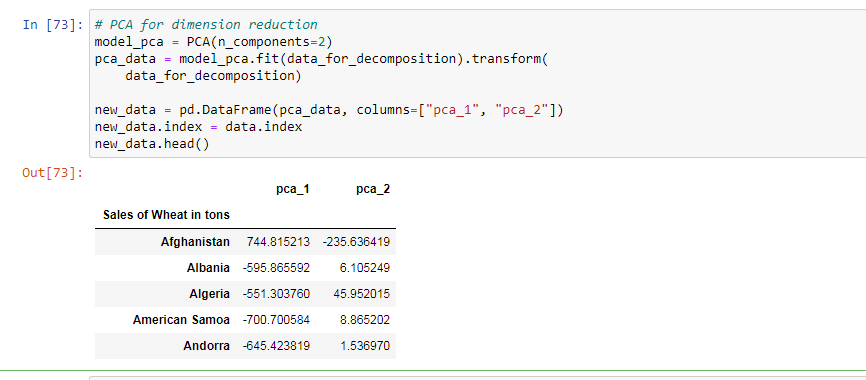 In [73]: # PCA for dimension reduction
model_pca = PCA(n_components=2)
pca_data = model_pca.fit(data_for_decomposition).transform(
    data_for_decomposition)

new_data = pd.DataFrame(pca_data, columns=["pca_1", "pca_2"])
new_data.index = data.index
new_data.head()
Out[73]:
pca_1 pca_2
Sales of Wheat in tons
Afghanistan 744.815213 -235.636419
Albania -595.865592 6.105249
Algeria -551.303760 45.952015
American Samoa -700.700584 8.865202
Andorra -645.423819 1.536970